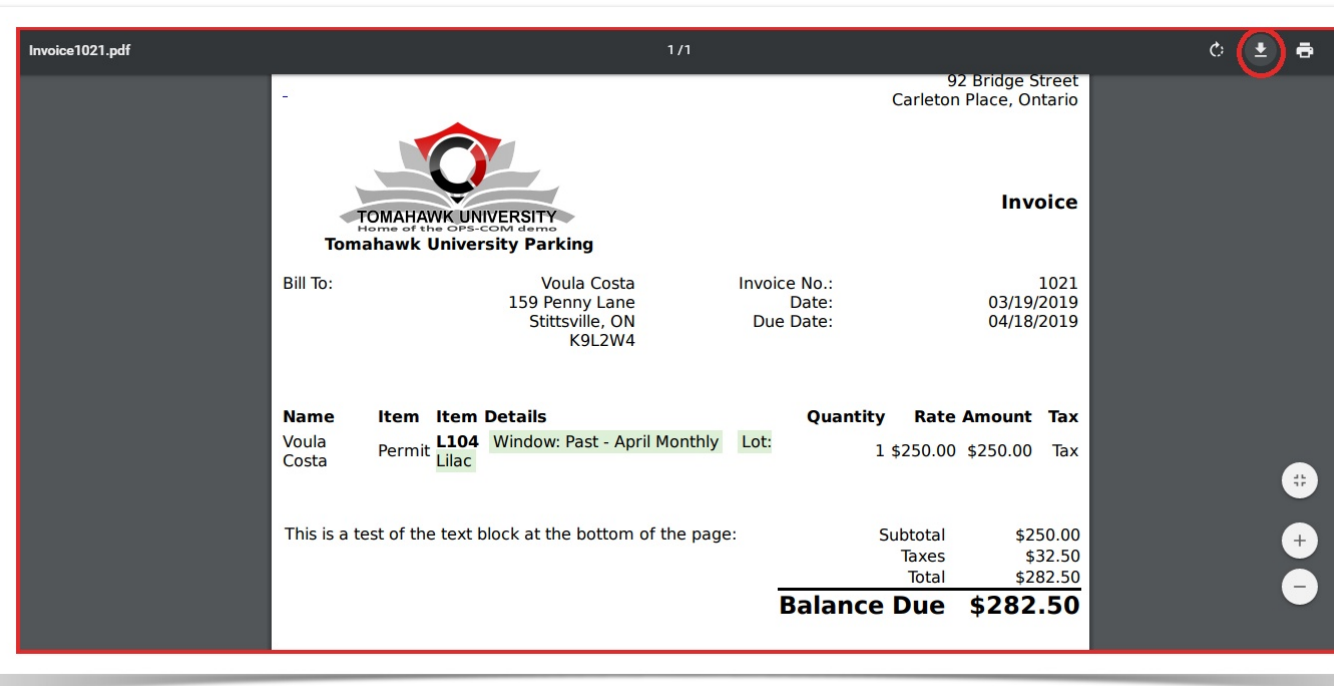 Invoice1021.pdf 1 / 1
92 Bridge Street
Carleton Place, Ontario
-
TOMAHAWK UNIVERSITY
Home of the OPS-COM demo
Tomahawk University Parking
Invoice
Bill To: Voula Costa Invoice No.: 1021
159 Penny Lane Date: 03/19/2019
Stittsville, ON Due Date: 04/18/2019
K9L2W4
Name Item Item Details Quantity Rate Amount Tax
Voula Costa Permit L104 Window: Past - April Monthly Lot: Lilac 1 $250.00 $250.00 Tax
This is a test of the text block at the bottom of the page: Subtotal $250.00
Taxes $32.50
Total $282.50
Balance Due $282.50